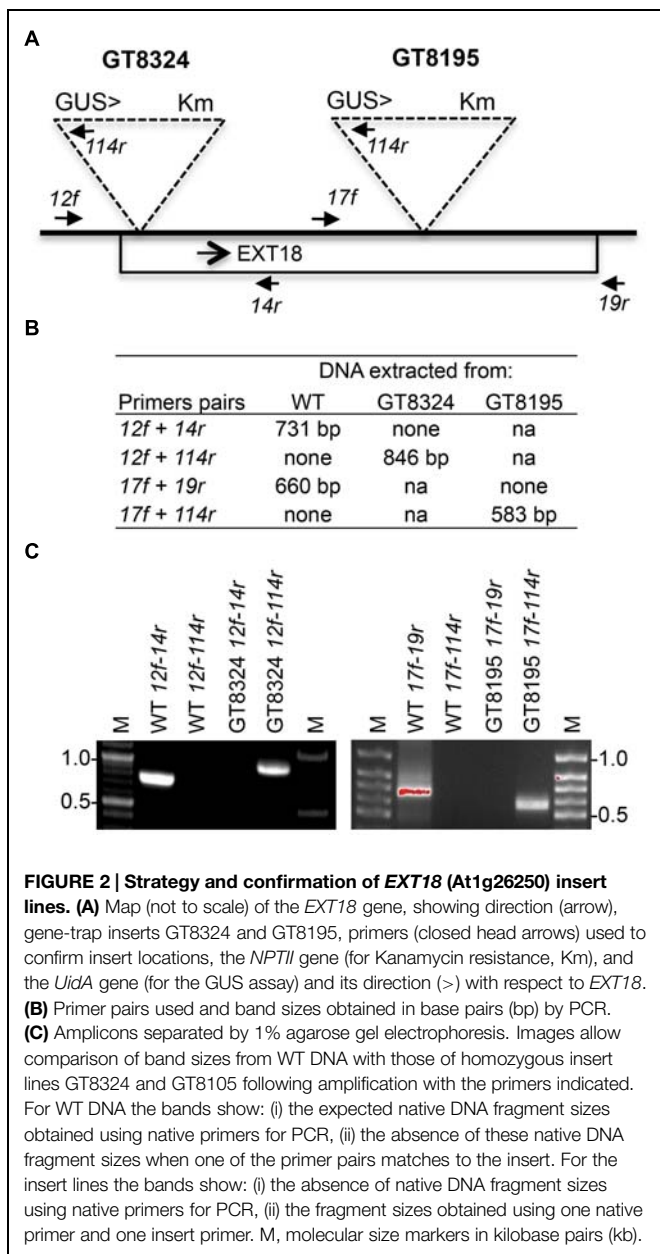 A
GT8324 GT8195
GUS> Km GUS> Km
114r 114r
12f 17f
EXT18
14r 19r
B
DNA extracted from:
Primers pairs WT GT8324 GT8195
12f + 14r 731 bp none na
12f + 114r none 846 bp na
17f + 19r 660 bp na none
17f + 114r none na 583 bp
C
M WT 12f-14r WT 12f-114r GT8324 12f-14r GT8324 12f-114r M M WT 17f-19r WT 17f-114r GT8195 17f-19r GT8195 17f-114r M
1.0- -1.0
0.5- -0.5
FIGURE 2 | Strategy and confirmation of EXT18 (At1g26250) insert
lines. (A) Map (not to scale) of the EXT18 gene, showing direction (arrow),
gene-trap inserts GT8324 and GT8195, primers (closed head arrows) used to
confirm insert locations, the NPTII gene (for Kanamycin resistance, Km), and
the UidA gene (for the GUS assay) and its direction (>) with respect to EXT18.
(B) Primer pairs used and band sizes obtained in base pairs (bp) by PCR.
(C) Amplicons separated by 1% agarose gel electrophoresis. Images allow
comparison of band sizes from WT DNA with those of homozygous insert
lines GT8324 and GT8105 following amplification with the primers indicated.
For WT DNA the bands show: (i) the expected native DNA fragment sizes
obtained using native primers for PCR, (ii) the absence of these native DNA
fragment sizes when one of the primer pairs matches to the insert. For the
insert lines the bands show: (i) the absence of native DNA fragment sizes
using native primers for PCR, (ii) the fragment sizes obtained using one native
primer and one insert primer. M, molecular size markers in kilobase pairs (kb).